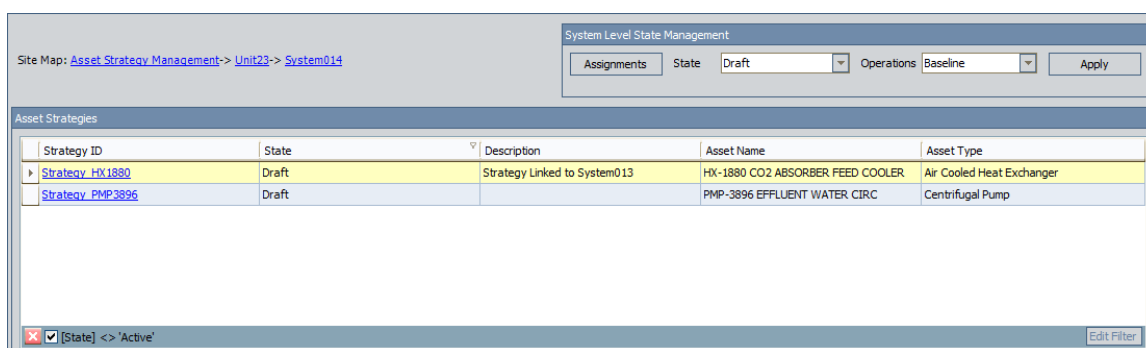 System Level State Management
Site Map: Asset Strategy Management-> Unit23-> System014
Assignments State Draft Operations Baseline Apply
Asset Strategies
Strategy ID State Description Asset Name Asset Type
Strategy_HX1880 Draft Strategy Linked to System013 HX-1880 CO2 ABSORBER FEED COOLER Air Cooled Heat Exchanger
Strategy_PMP3896 Draft PMP-3896 EFFLUENT WATER CIRC Centrifugal Pump
[State] <> 'Active' Edit Filter